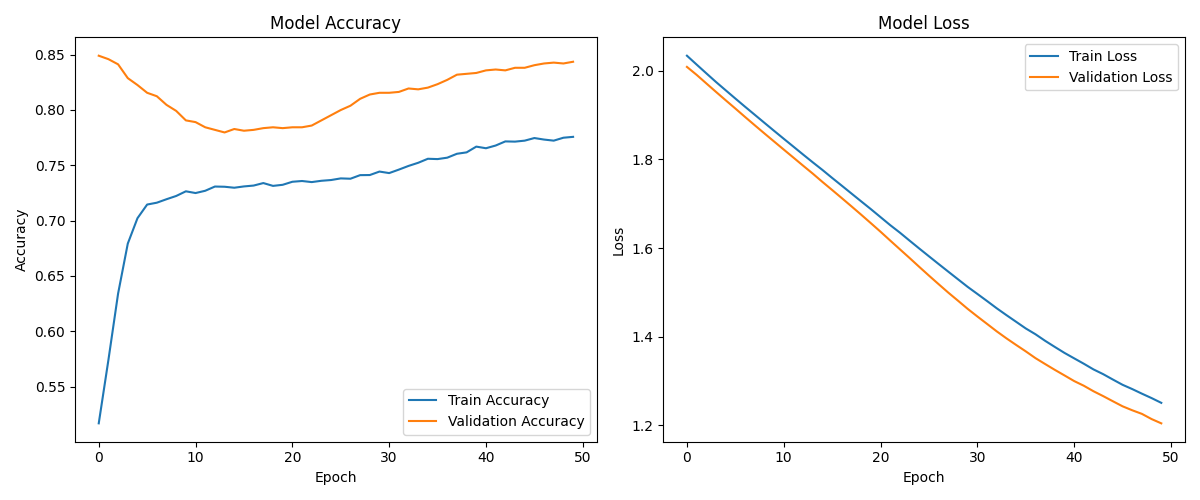 Model Accuracy
0.85
0.80
0.75
0.70
0.65
0.60
0.55
Accuracy
0 10 20 30 40 50
Epoch
Train Accuracy
Validation Accuracy
Model Loss
2.0
1.8
1.6
1.4
1.2
Loss
0 10 20 30 40 50
Epoch
Train Loss
Validation Loss